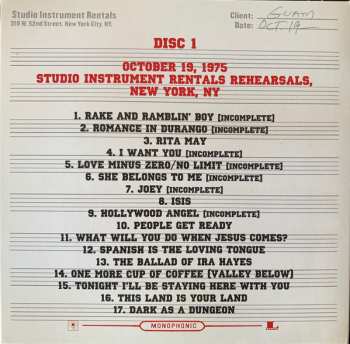 Studio Instrument Rentals
Client: GUAM
319 W. 52nd Street, New York City, NY.
Date: OCT. 19
DISC 1
OCTOBER 19, 1975
STUDIO INSTRUMENT RENTALS REHEARSALS,
NEW YORK, NY
1. RAKE AND RAMBLIN' BOY [INCOMPLETE]
2. ROMANCE IN DURANGO [INCOMPLETE]
3. RITA MAY
4. I WANT YOU [INCOMPLETE]
5. LOVE MINUS ZERO/NO LIMIT [INCOMPLETE]
6. SHE BELONGS TO ME [INCOMPLETE]
7. JOEY [INCOMPLETE]
8. ISIS
9. HOLLYWOOD ANGEL [INCOMPLETE]
10. PEOPLE GET READY
11. WHAT WILL YOU DO WHEN JESUS COMES?
12. SPANISH IS THE LOVING TONGUE
13. THE BALLAD OF IRA HAYES
14. ONE MORE CUP OF COFFEE (VALLEY BELOW)
15. TONIGHT I'LL BE STAYING HERE WITH YOU
16. THIS LAND IS YOUR LAND
17. DARK AS A DUNGEON
MONOPHONIC